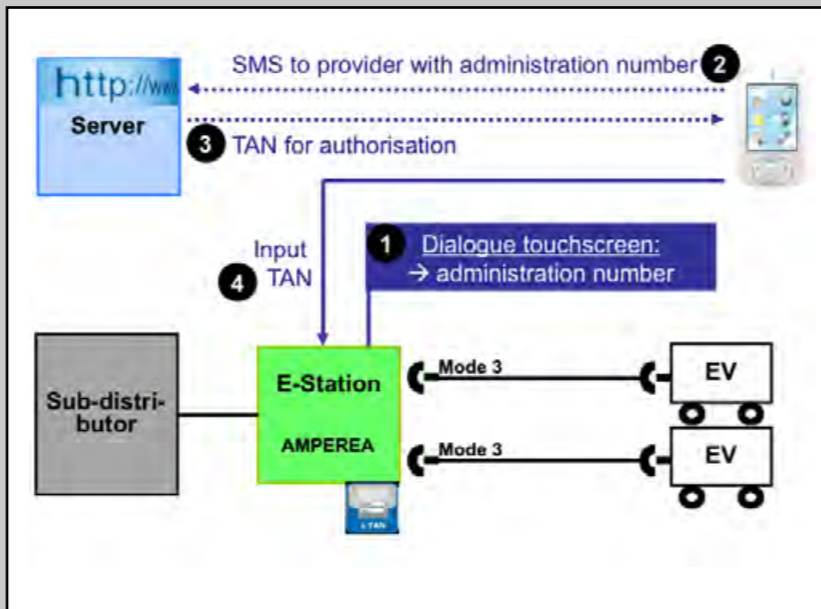 SMS to provider with administration number 2
http://www
Server
3 TAN for authorisation
1 Dialogue touchscreen:
→ administration number
Input
TAN
4
Sub-distri-
butor
E-Station
AMPEREA
Mode 3
EV
Mode 3
EV